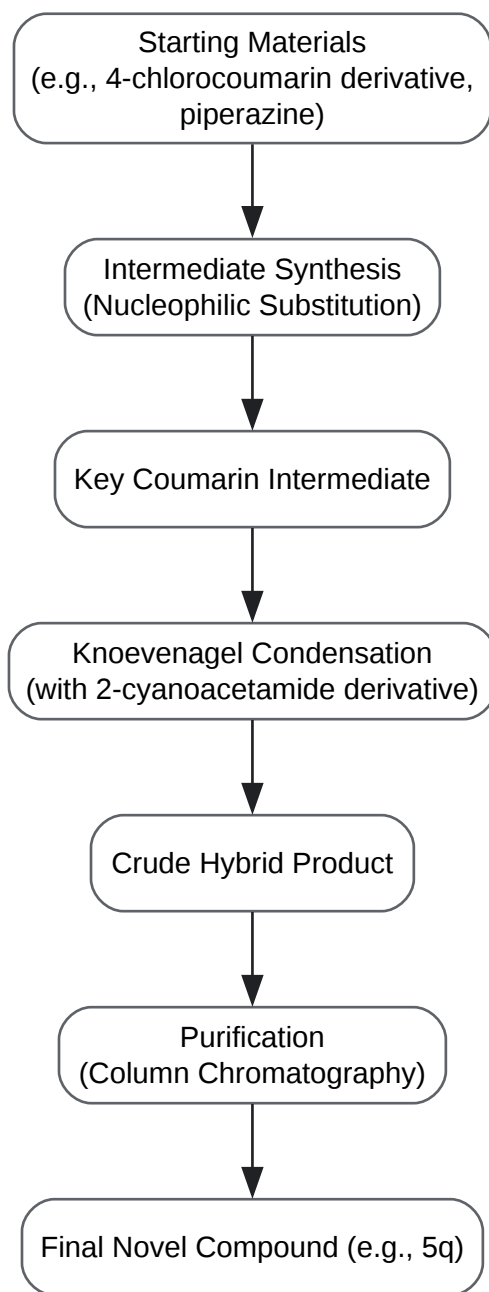 Starting Materials
(e.g., 4-chlorocoumarin derivative,
piperazine)
Intermediate Synthesis
(Nucleophilic Substitution)
Key Coumarin Intermediate
Knoevenagel Condensation
(with 2-cyanoacetamide derivative)
Crude Hybrid Product
Purification
(Column Chromatography)
Final Novel Compound (e.g., 5q)